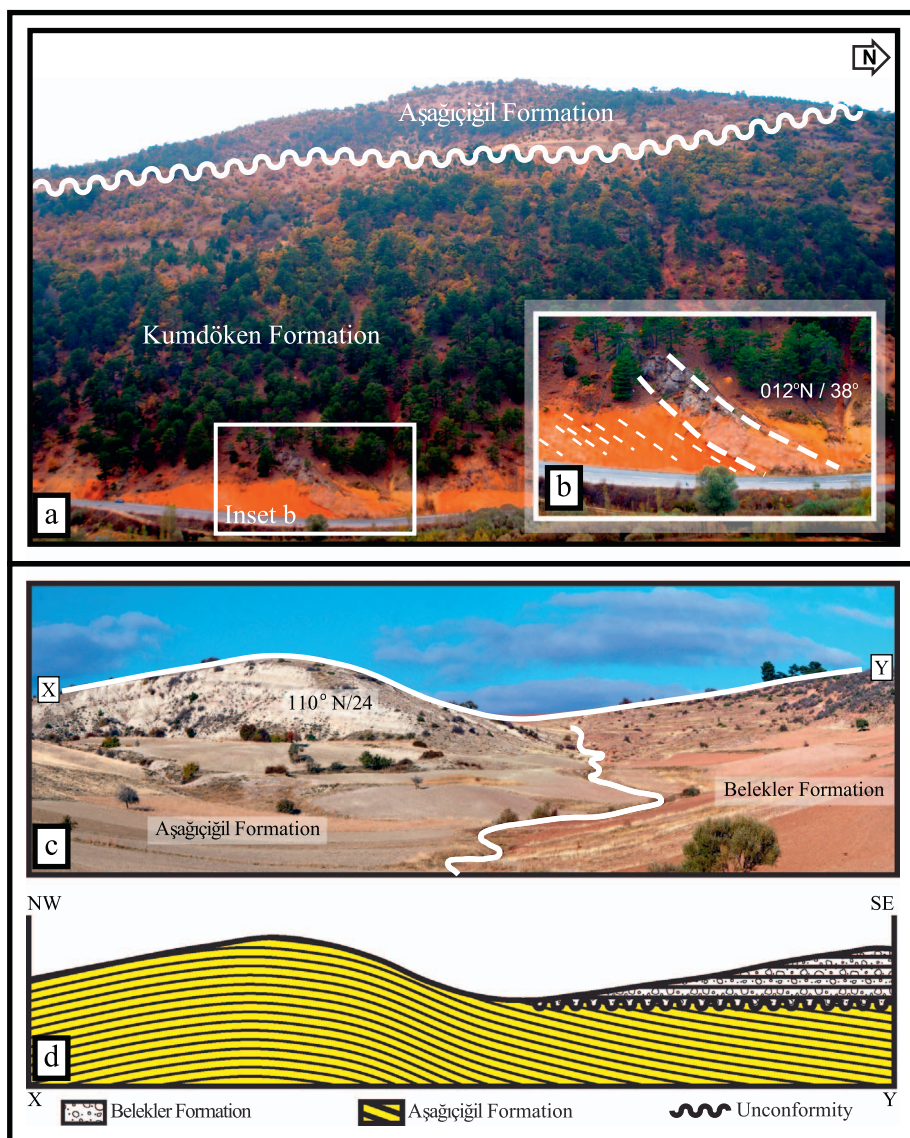 N
Aşağıçiğil Formation
Kumdöken Formation
012°N / 38°
b
a
Inset b
X
Y
110° N/24
Belekler Formation
Aşağıçiğil Formation
c
NW
SE
d
X
Y
Belekler Formation
Aşağıçiğil Formation
Unconformity